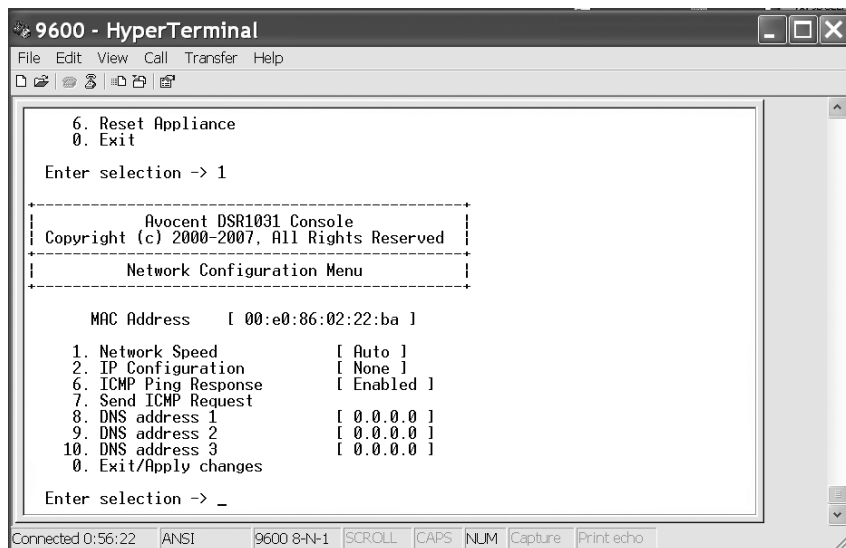 9600 - HyperTerminal
File Edit View Call Transfer Help
6. Reset Appliance
0. Exit
Enter selection -> 1
Avocent DSR1031 Console
Copyright (c) 2000-2007, All Rights Reserved
Network Configuration Menu
MAC Address [ 00:e0:86:02:22:ba ]
1. Network Speed [ Auto ]
2. IP Configuration [ None ]
6. ICMP Ping Response [ Enabled ]
7. Send ICMP Request
8. DNS address 1 [ 0.0.0.0 ]
9. DNS address 2 [ 0.0.0.0 ]
10. DNS address 3 [ 0.0.0.0 ]
0. Exit/Apply changes
Enter selection -> _
Connected 0:56:22 ANSI 9600 8-N-1 SCROLL CAPS NUM Capture Print echo